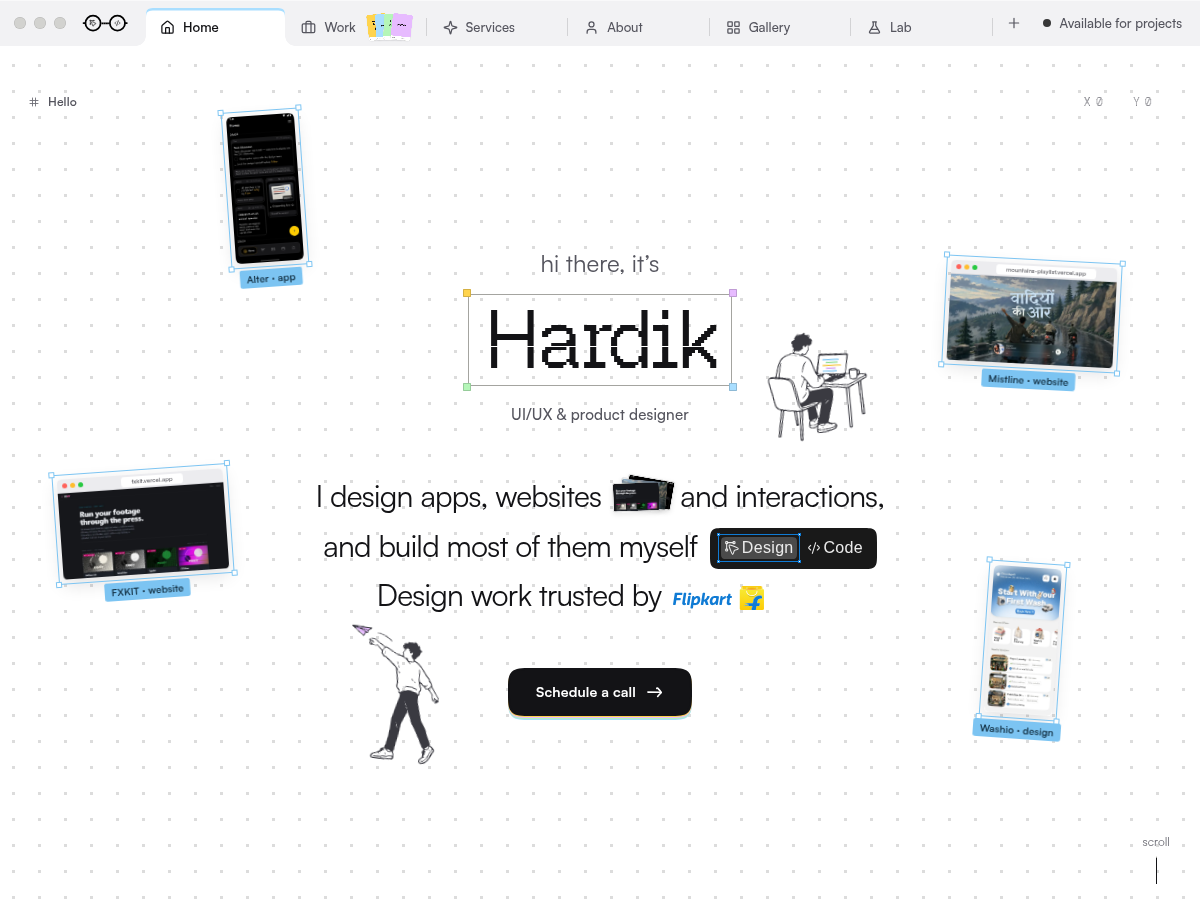 Home
Work
Services
About
Gallery
Lab
Available for projects
Hello
X 0 Y 0
Alter · app
hi there, it’s
Hardik
UI/UX & product designer
mountains-playlist.vercel.app
वादियों
की ओर
Mistline · website
fxkit.vercel.app
Run your footage
through the press.
FXKIT · website
I design apps, websites and interactions,
and build most of them myself Design Code
Design work trusted by Flipkart
Schedule a call
Start With Your
First Wash
Washio · design
scroll